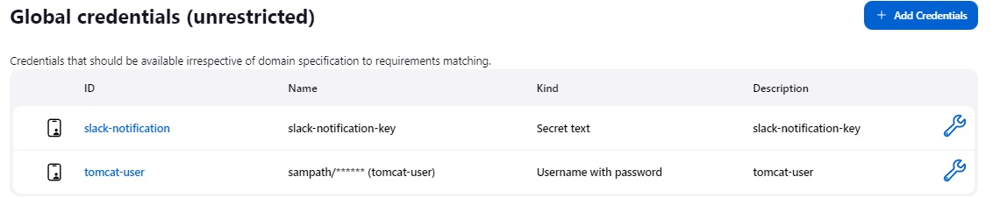 Global credentials (unrestricted)
+ Add Credentials
Credentials that should be available irrespective of domain specification to requirements matching.
ID Name Kind Description
slack-notification slack-notification-key Secret text slack-notification-key
tomcat-user sampath/****** (tomcat-user) Username with password tomcat-user